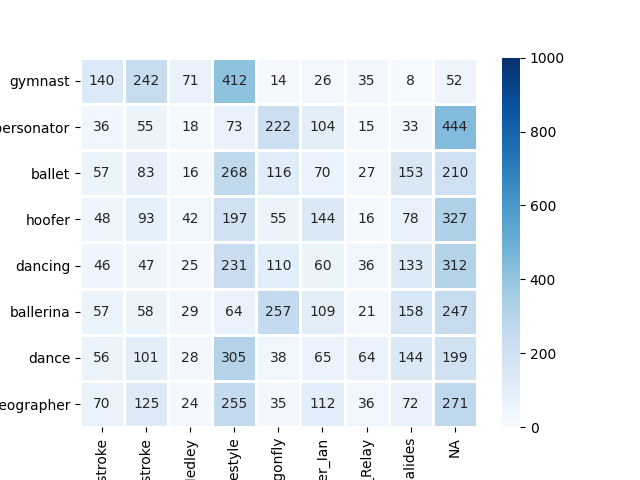 gymnast 140 242 71 412 14 26 35 8 52
personator 36 55 18 73 222 104 15 33 444
ballet 57 83 16 268 116 70 27 153 210
hoofer 48 93 42 197 55 144 16 78 327
dancing 46 47 25 231 110 60 36 133 312
ballerina 57 58 29 64 257 109 21 158 247
dance 56 101 28 305 38 65 64 144 199
eographer 70 125 24 255 35 112 36 72 271
stroke stroke edley estyle gonfly er_Ian _Relay alides NA
1000
800
600
400
200
0